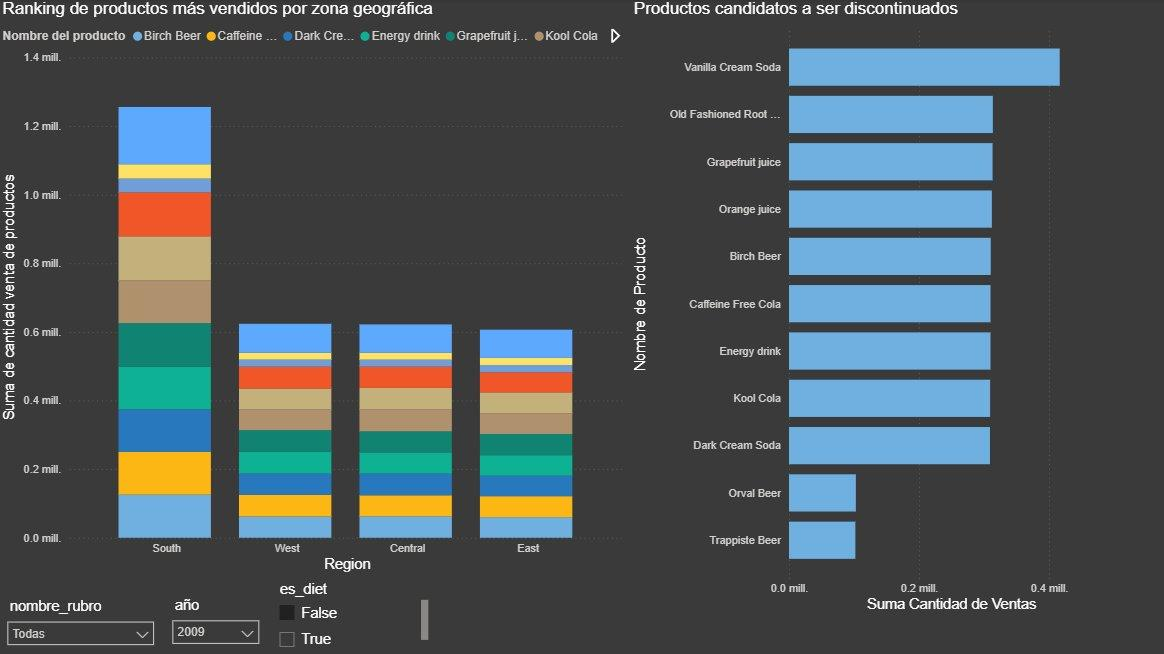 Ranking de productos más vendidos por zona geográfica
Nombre del producto Birch Beer Caffeine ... Dark Cre... Energy drink Grapefruit j... Kool Cola
Suma de cantidad venta de productos
1.4 mill.
1.2 mill.
1.0 mill.
0.8 mill.
0.6 mill.
0.4 mill.
0.2 mill.
0.0 mill.
South West Central East
Region
Productos candidatos a ser discontinuados
Nombre de Producto
Vanilla Cream Soda
Old Fashioned Root ...
Grapefruit juice
Orange juice
Birch Beer
Caffeine Free Cola
Energy drink
Kool Cola
Dark Cream Soda
Orval Beer
Trappiste Beer
0.0 mill. 0.2 mill. 0.4 mill.
Suma Cantidad de Ventas
nombre_rubro
Todas
año
2009
es_diet
False
True